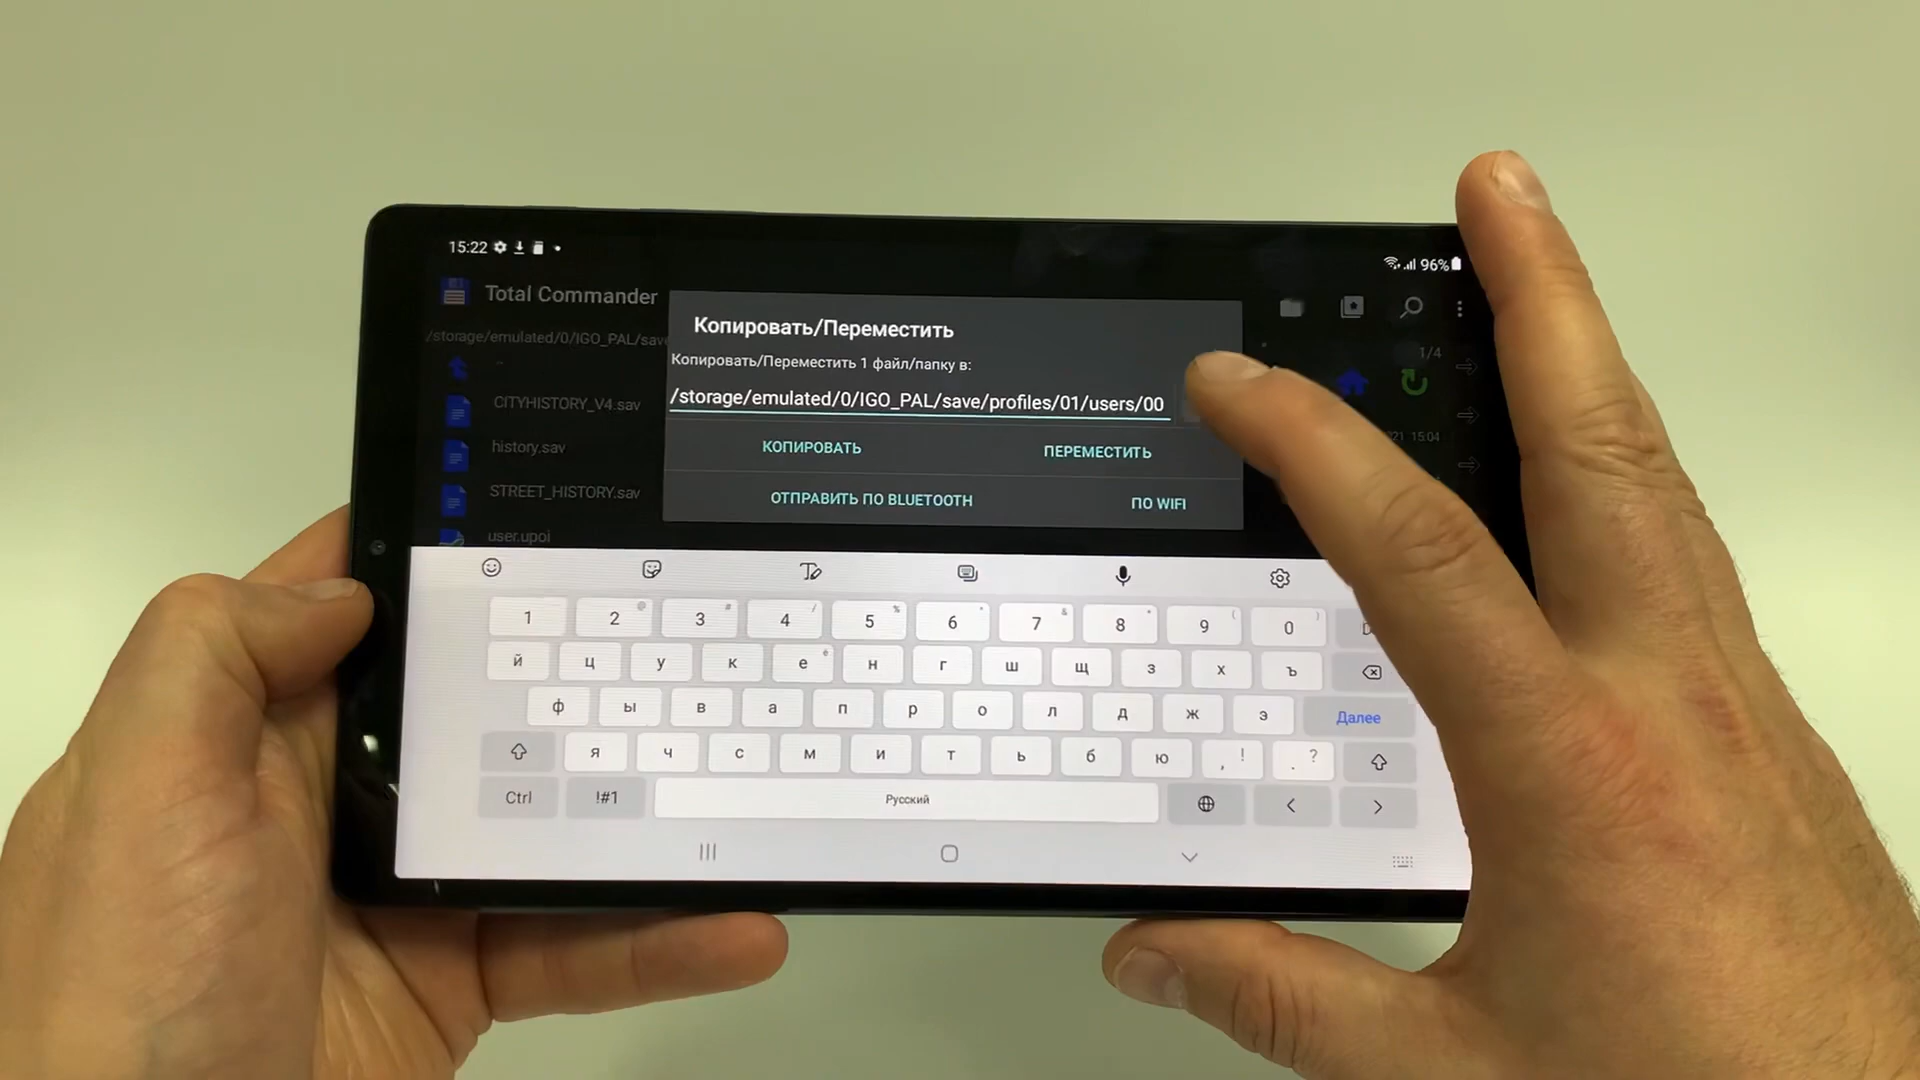 15:22
96%
Total Commander
/storage/emulated/0/IGO_PAL/save
1/4
..
CITYHISTORY_V4.sav
history.sav
STREET_HISTORY.sav
user.upoi
15:04
Копировать/Переместить
Копировать/Переместить 1 файл/папку в:
/storage/emulated/0/IGO_PAL/save/profiles/01/users/00
КОПИРОВАТЬ ПЕРЕМЕСТИТЬ
ОТПРАВИТЬ ПО BLUETOOTH ПО WIFI
1 2 @ 3 # 4 / 5 % 6 7 & 8 * 9 ( 0 )
й ц у к е ё н г ш щ з х ъ
ф ы в а п р о л д ж э Далее
я ч с м и т ь б ю , ! . ?
Ctrl !#1 Русский < >